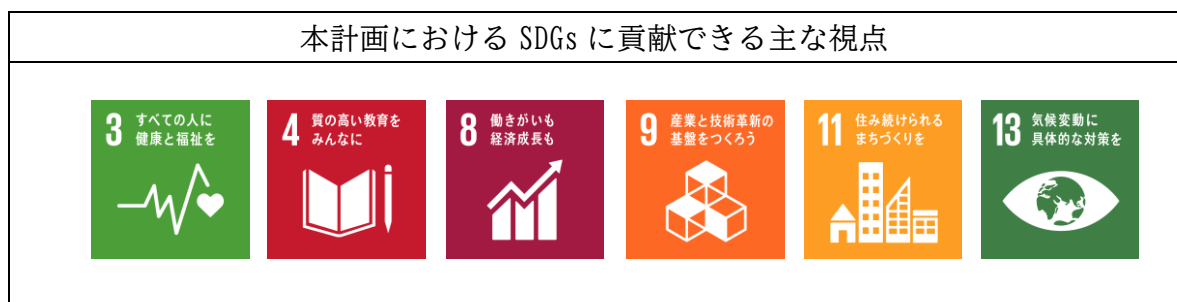 本計画における SDGs に貢献できる主な視点
3 すべての人に
健康と福祉を
4 質の高い教育を
みんなに
8 働きがいも
経済成長も
9 産業と技術革新の
基盤をつくろう
11 住み続けられる
まちづくりを
13 気候変動に
具体的な対策を